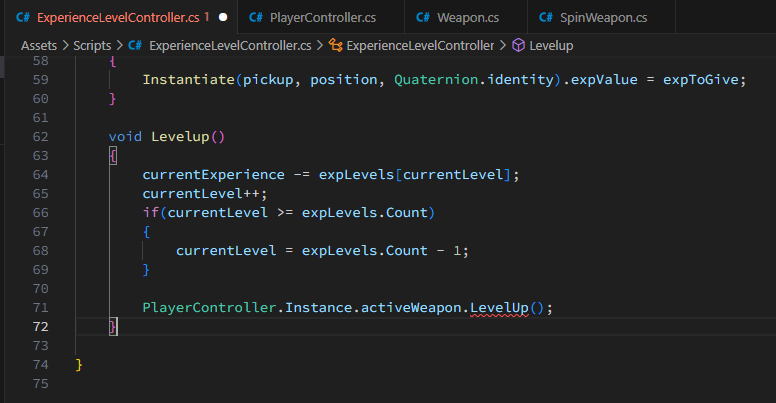 C# ExperienceLevelController.cs 1 ● C# PlayerController.cs C# Weapon.cs C# SpinWeapon.cs
Assets > Scripts > C# ExperienceLevelController.cs > ExperienceLevelController > Levelup
58 {
59 Instantiate(pickup, position, Quaternion.identity).expValue = expToGive;
60 }
61
62 void Levelup()
63 {
64 currentExperience -= expLevels[currentLevel];
65 currentLevel++;
66 if(currentLevel >= expLevels.Count)
67 {
68 currentLevel = expLevels.Count - 1;
69 }
70
71 PlayerController.Instance.activeWeapon.LevelUp();
72 }
73
74 }
75